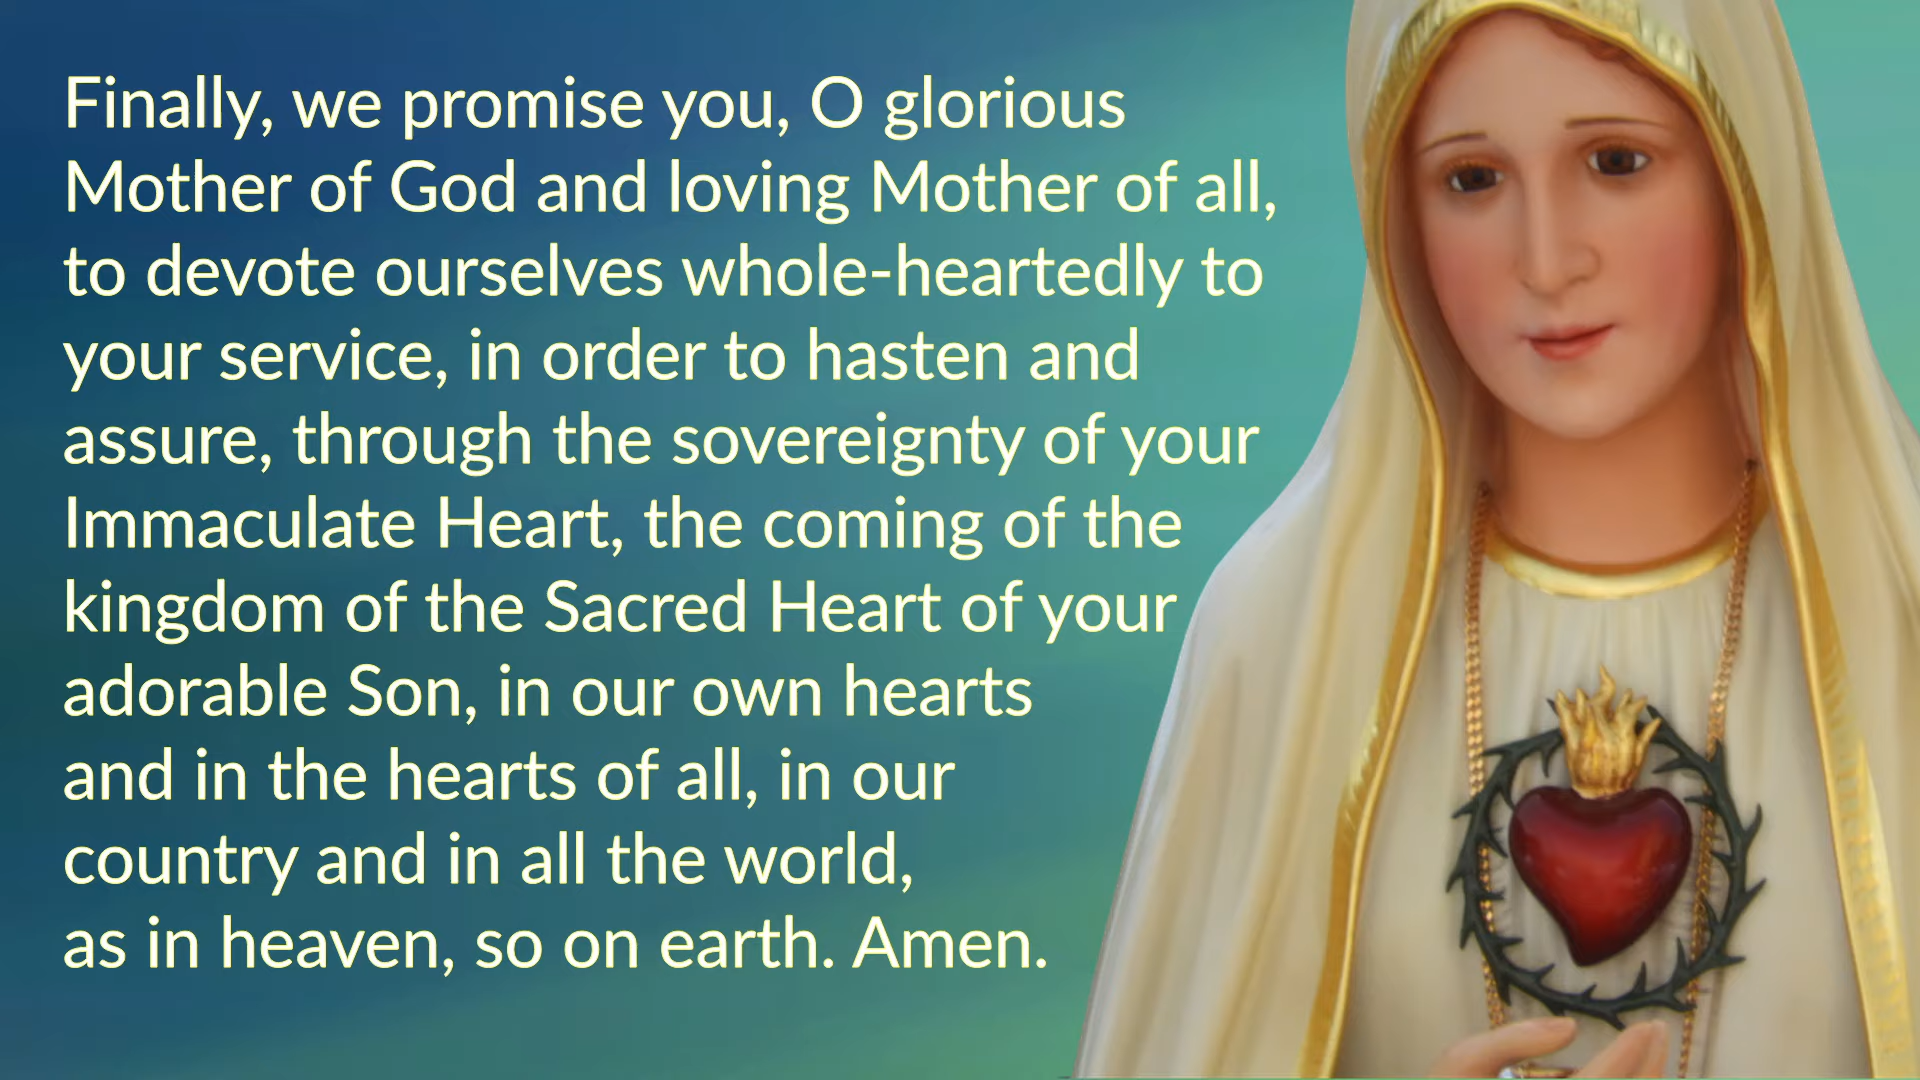 Finally, we promise you, O glorious
Mother of God and loving Mother of all,
to devote ourselves whole-heartedly to
your service, in order to hasten and
assure, through the sovereignty of your
Immaculate Heart, the coming of the
kingdom of the Sacred Heart of your
adorable Son, in our own hearts
and in the hearts of all, in our
country and in all the world,
as in heaven, so on earth. Amen.